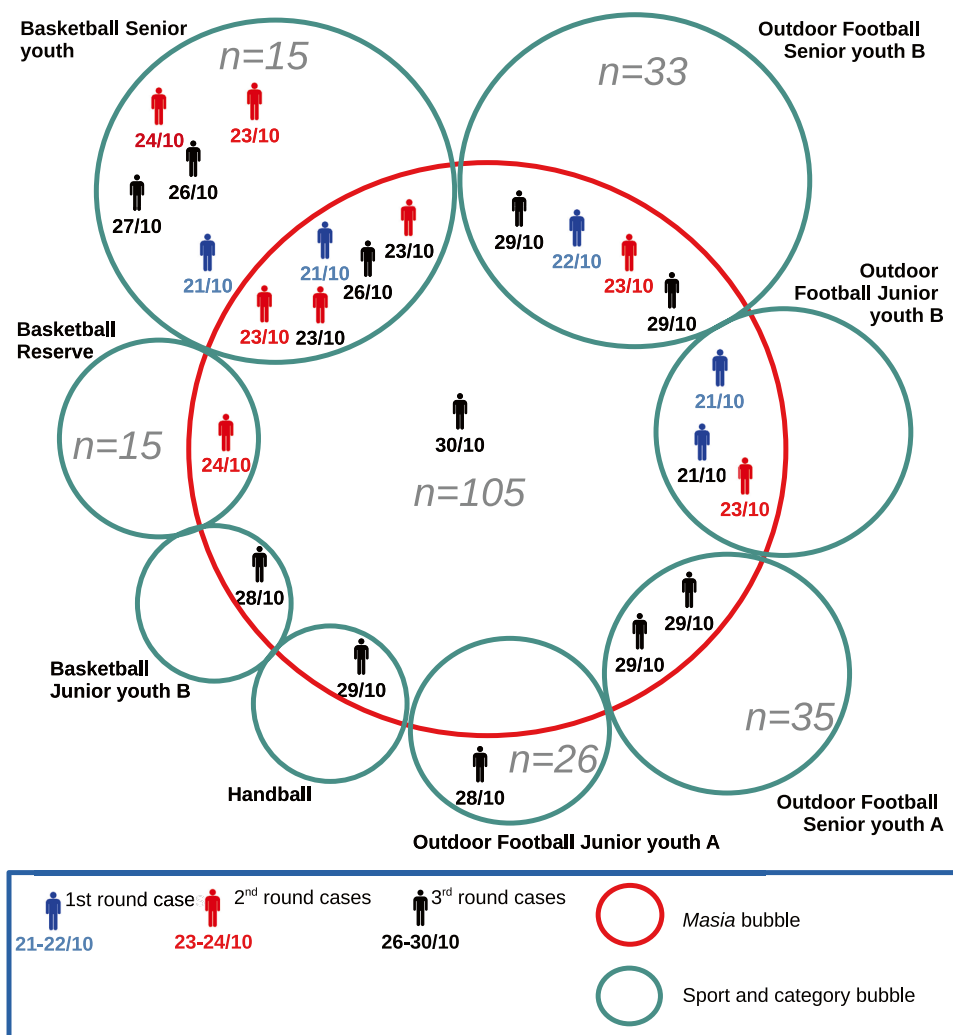 Basketball Senior
youth
n=15
24/10
23/10
26/10
27/10
21/10
21/10
23/10
26/10
23/10
23/10
Outdoor Football
Senior youth B
n=33
29/10
22/10
23/10
29/10
Outdoor
Football Junior
youth B
21/10
21/10
23/10
Basketball
Reserve
n=15
24/10
30/10
n=105
28/10
Basketball
Junior youth B
29/10
Handball
n=26
28/10
Outdoor Football Junior youth A
29/10
29/10
n=35
Outdoor Football
Senior youth A
1st round cases
21-22/10
2nd round cases
23-24/10
3rd round cases
26-30/10
Masia bubble
Sport and category bubble